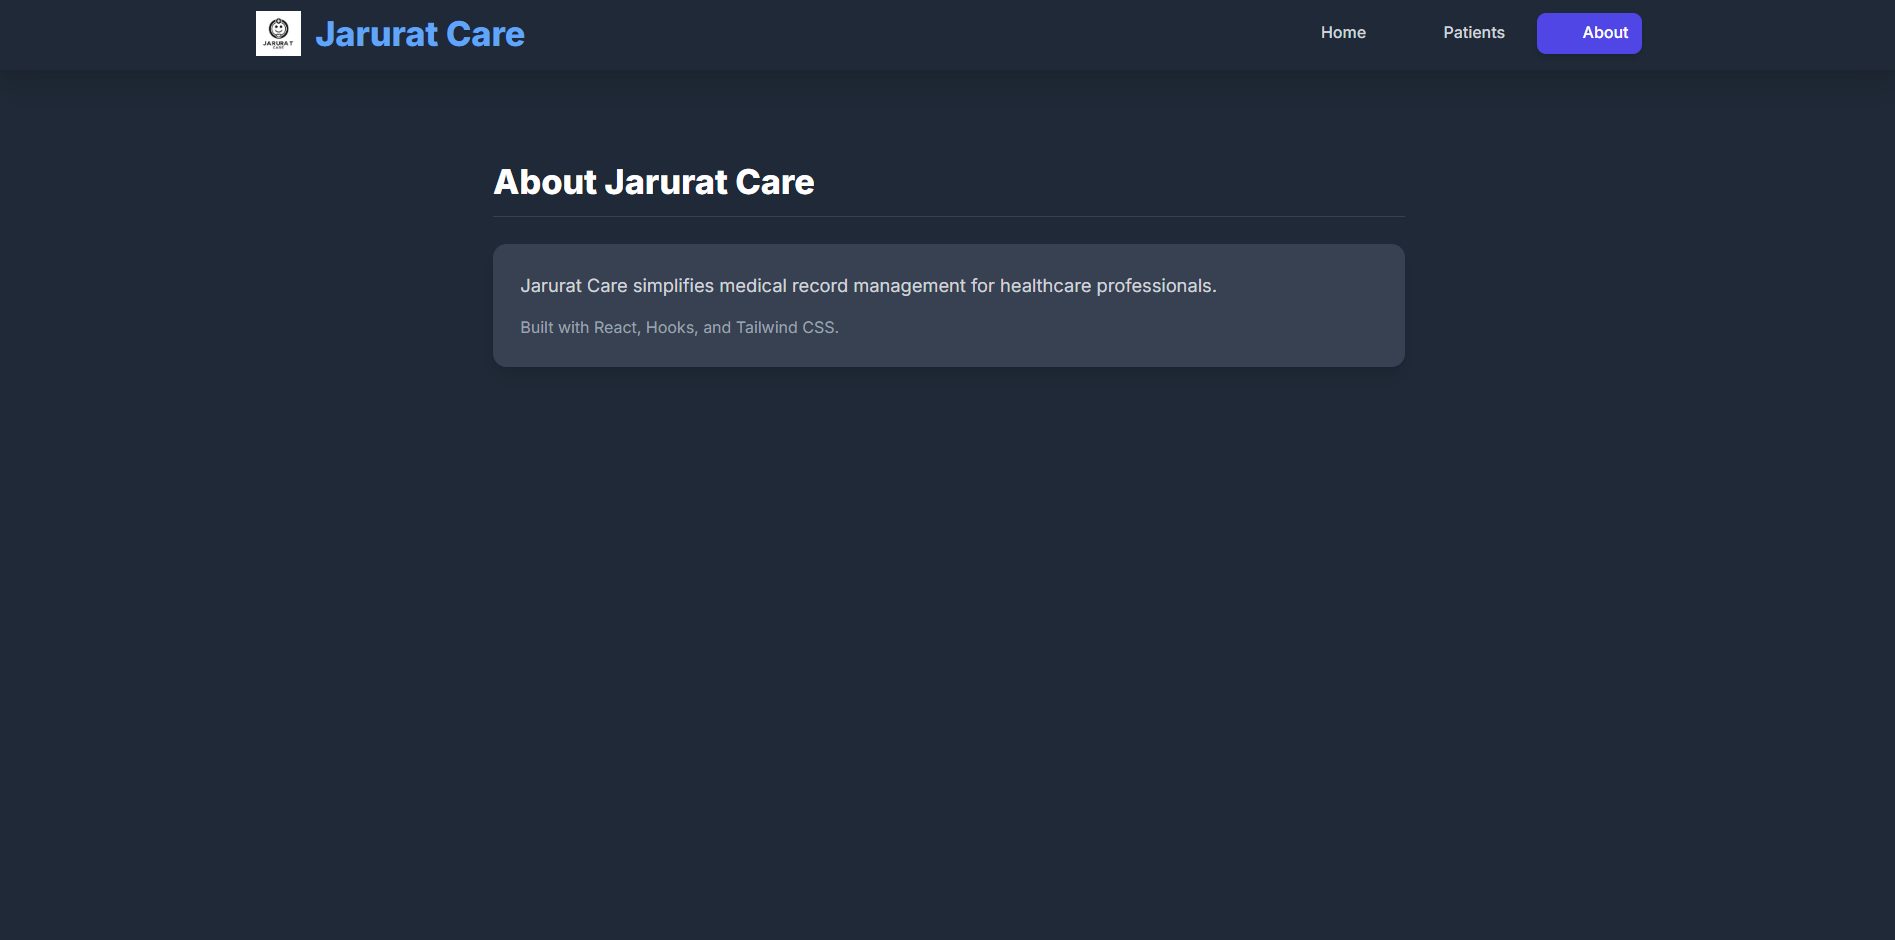 JARURAT
CARE
Jarurat Care
Home
Patients
About
About Jarurat Care
Jarurat Care simplifies medical record management for healthcare professionals.
Built with React, Hooks, and Tailwind CSS.